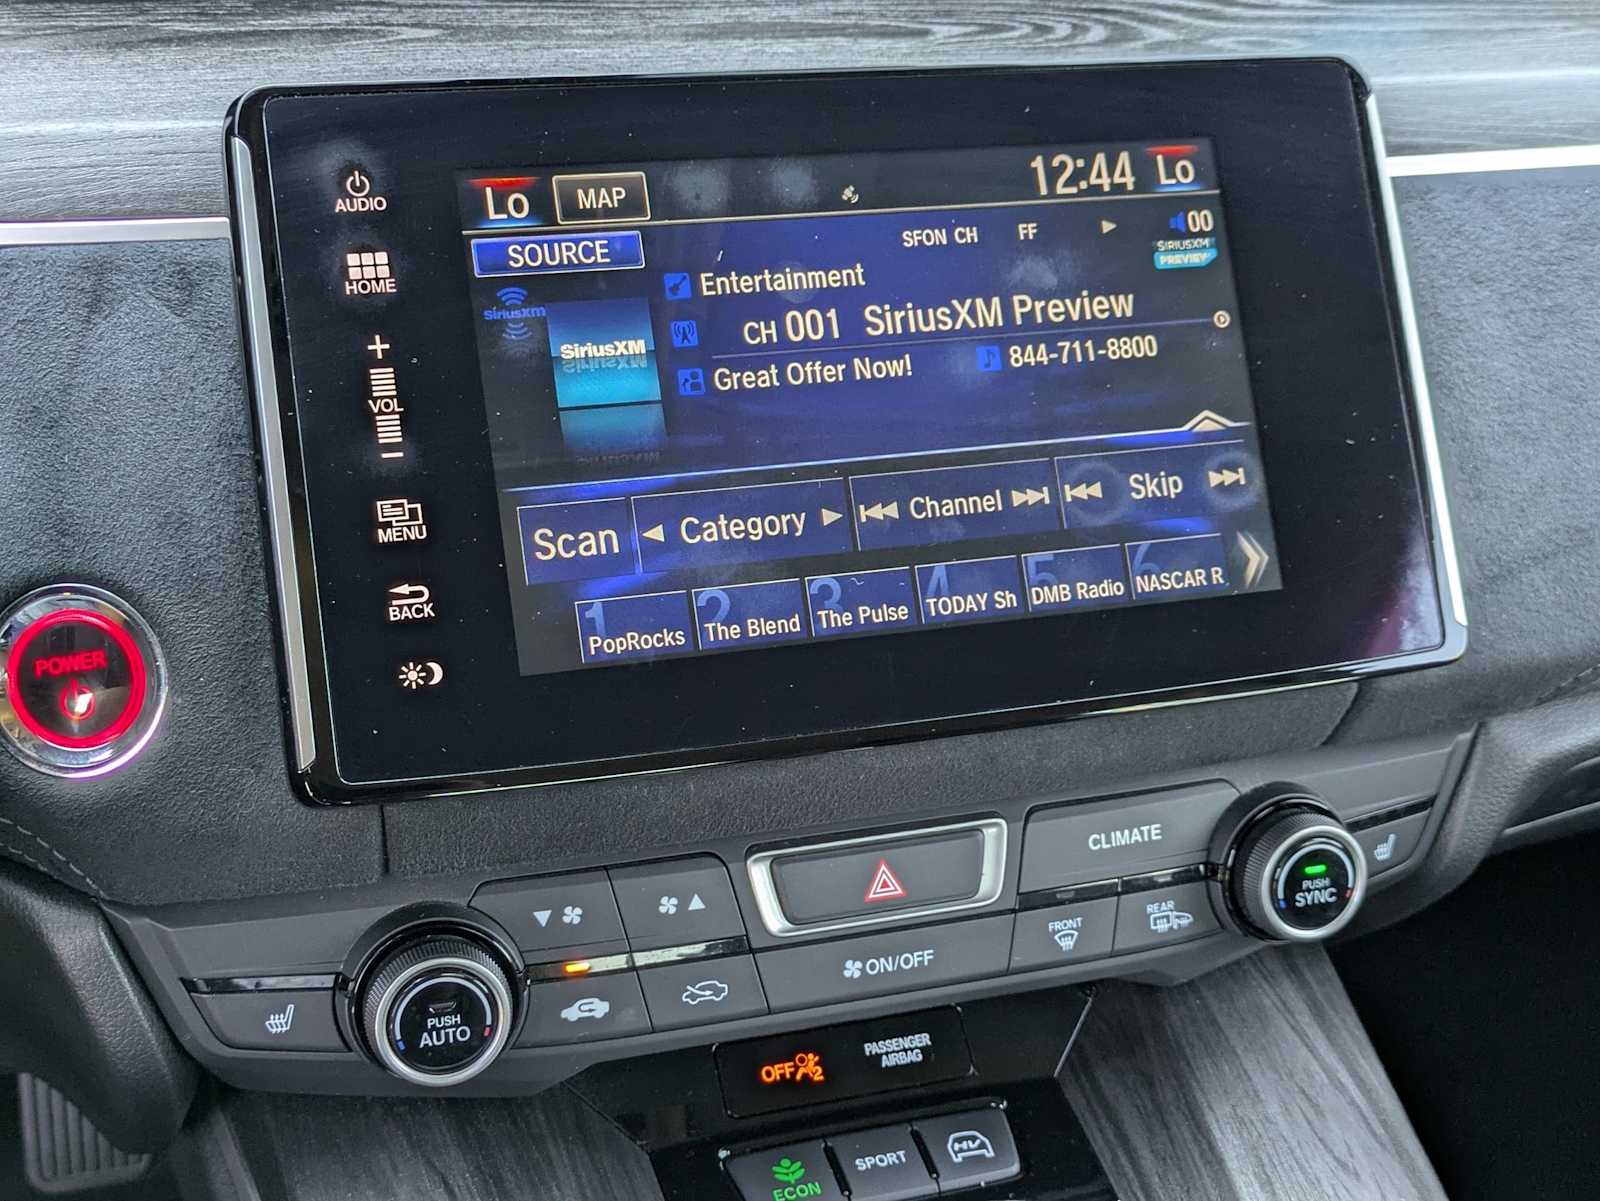 AUDIO
HOME
+
VOL
−
MENU
BACK
POWER
Lo
MAP
12:44
Lo
SOURCE
SFON CH
FF
00
SIRIUSXM
PREVIEW
SiriusXM
SiriusXM
Entertainment
CH 001 SiriusXM Preview
Great Offer Now!
844-711-8800
Scan
Category
Channel
Skip
1 PopRocks
2 The Blend
3 The Pulse
4 TODAY Sh
5 DMB Radio
6 NASCAR R
CLIMATE
PUSH
SYNC
FRONT
REAR
ON/OFF
PUSH
AUTO
OFF 2
PASSENGER
AIRBAG
ECON
SPORT
HV